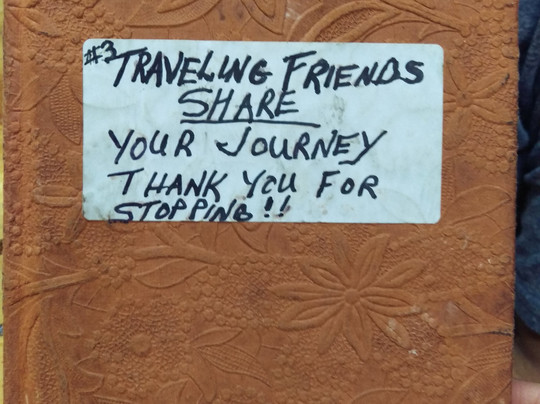 #3 TRAVELING FRIENDS
SHARE
YOUR JOURNEY
THANK YOU FOR
STOPPING!!